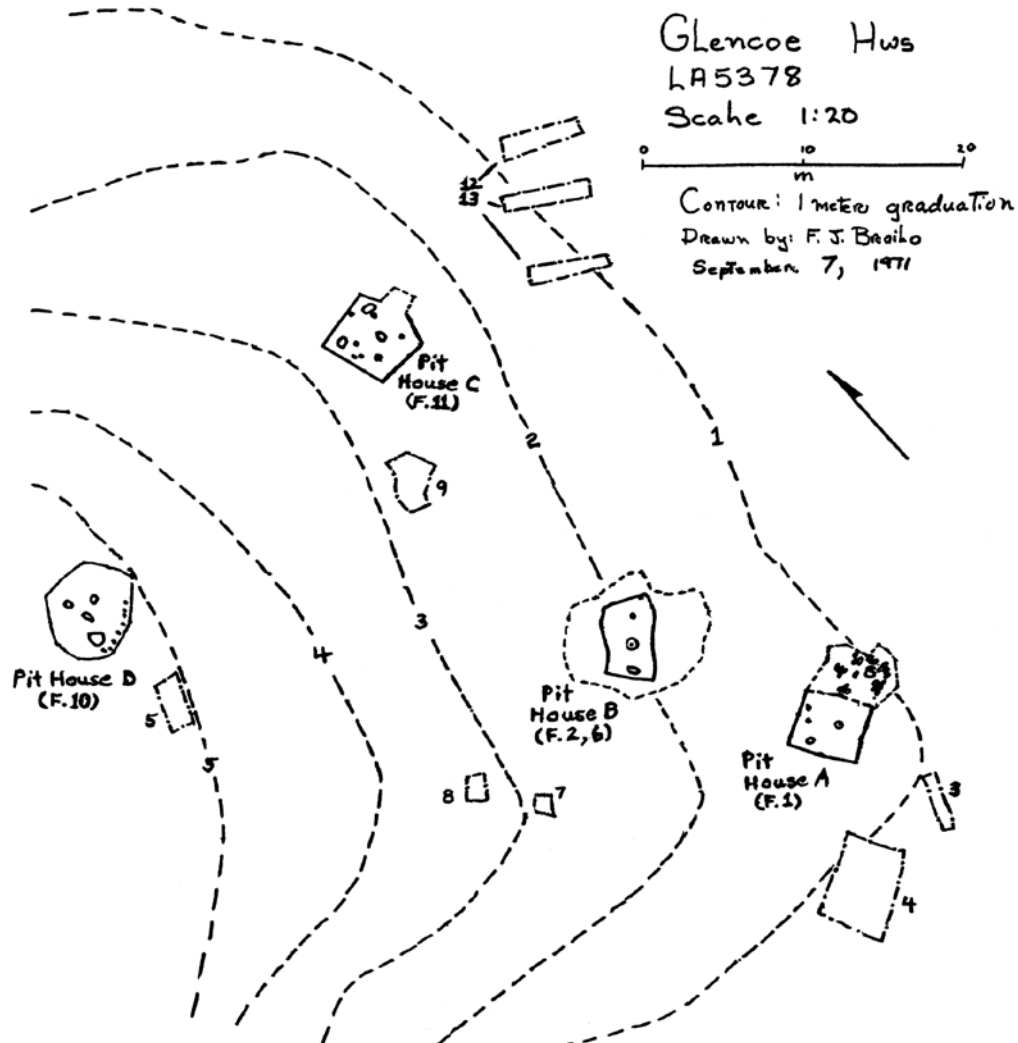 GLencoe Hws
LA5378
Scale 1:20
0 10 20
m
Contour: 1 meter graduation
Drawn by:
September 7, 1971
12
13
Pit
House C
(F.11)
1
2
9
3
4
Pit House D
(F.10)
5
5
Pit
House B
(F.2,6)
8
7
Pit
House A
(F.1)
3
4